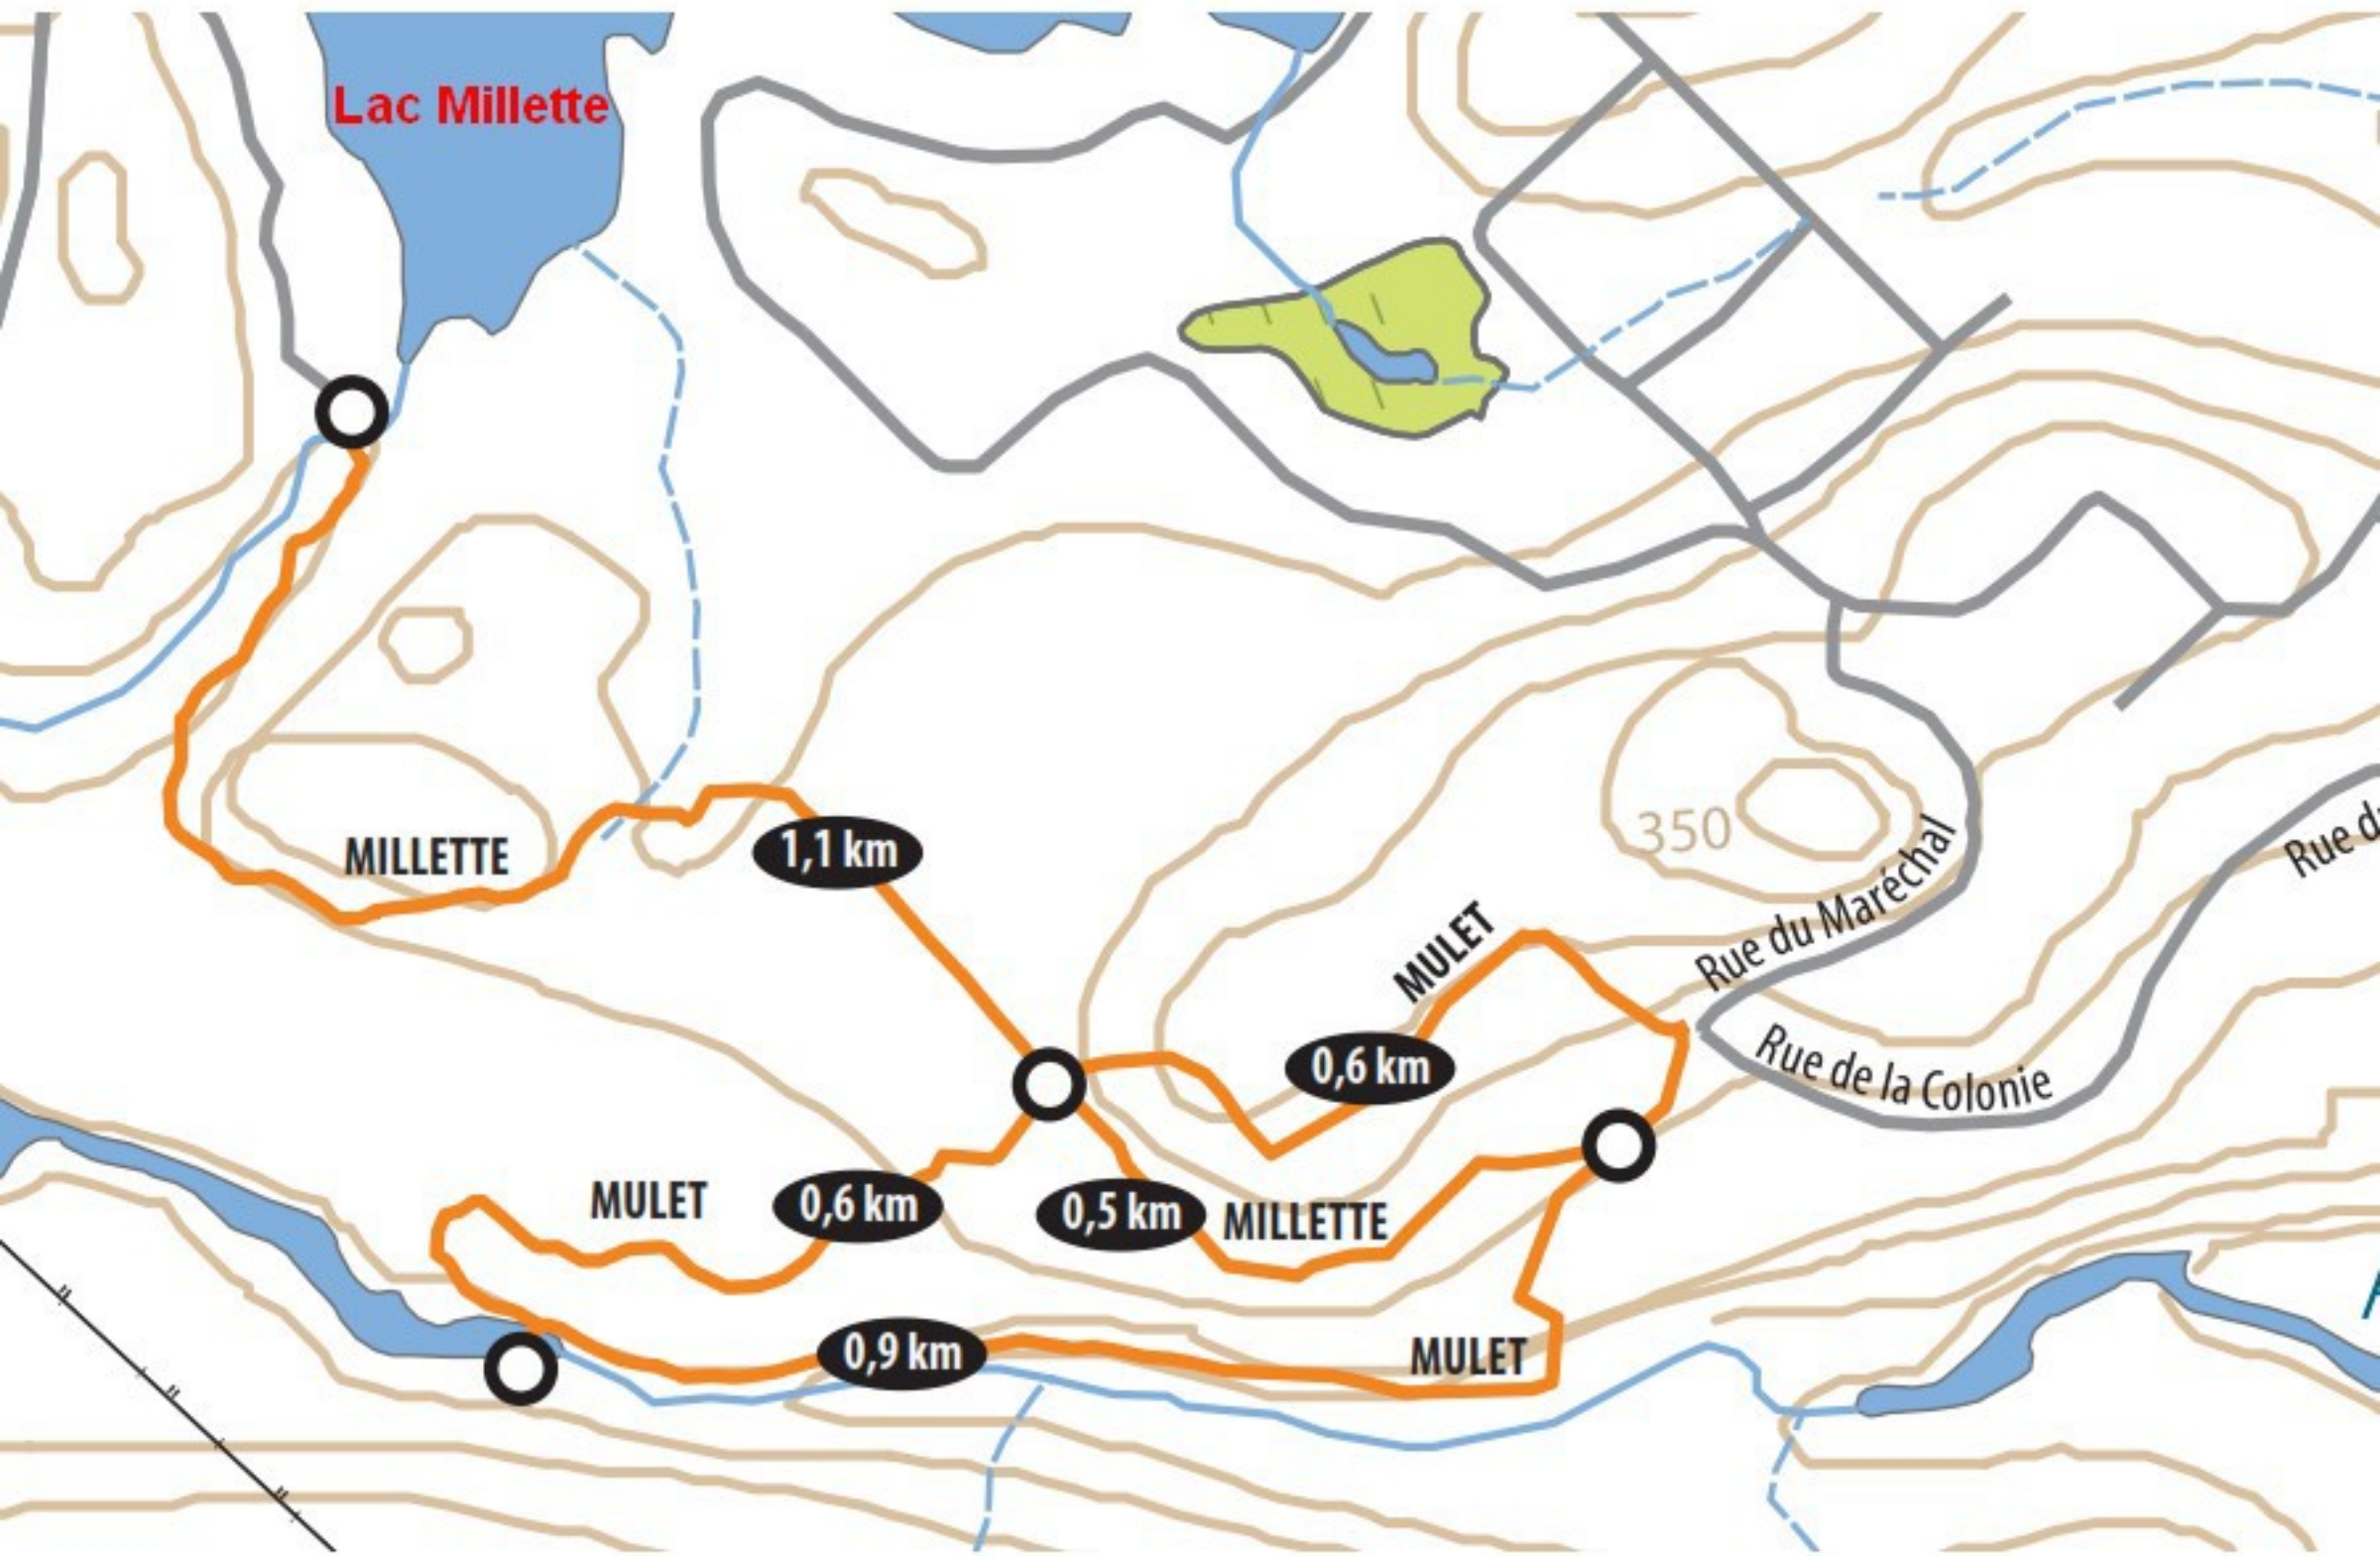 Lac Millette
MILLETTE
1,1 km
350
Rue du Maréchal
Rue d
MULET
0,6 km
Rue de la Colonie
MULET
0,6 km
0,5 km
MILLETTE
0,9 km
MULET